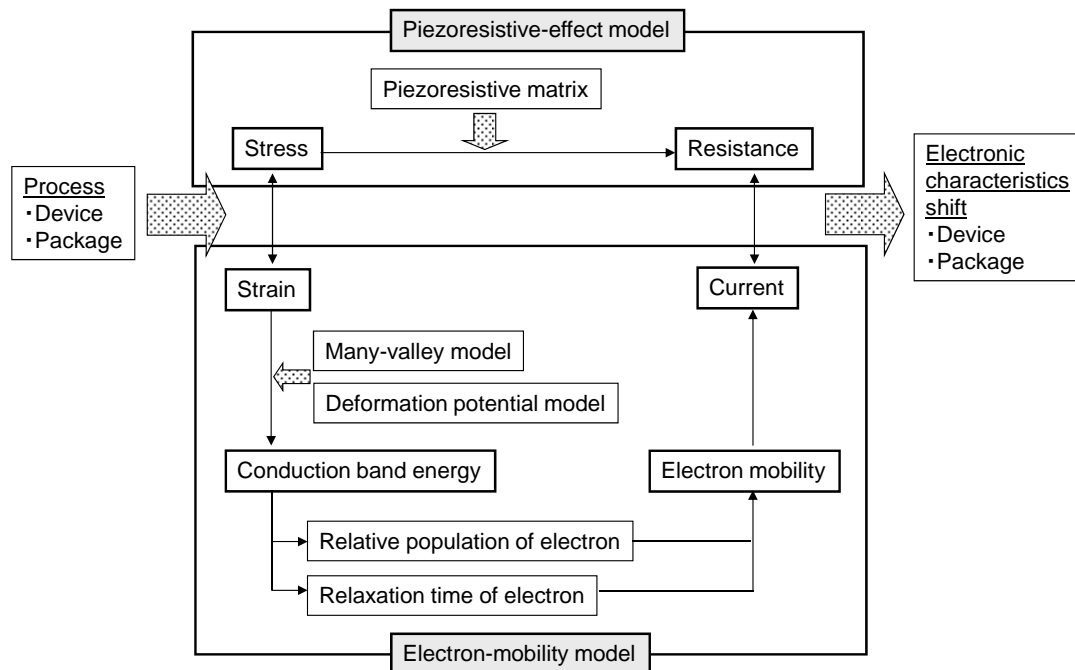 Piezoresistive-effect model
Piezoresistive matrix
Stress
Resistance
Process
・Device
・Package
Electronic
characteristics
shift
・Device
・Package
Strain
Current
Many-valley model
Deformation potential model
Conduction band energy
Electron mobility
Relative population of electron
Relaxation time of electron
Electron-mobility model